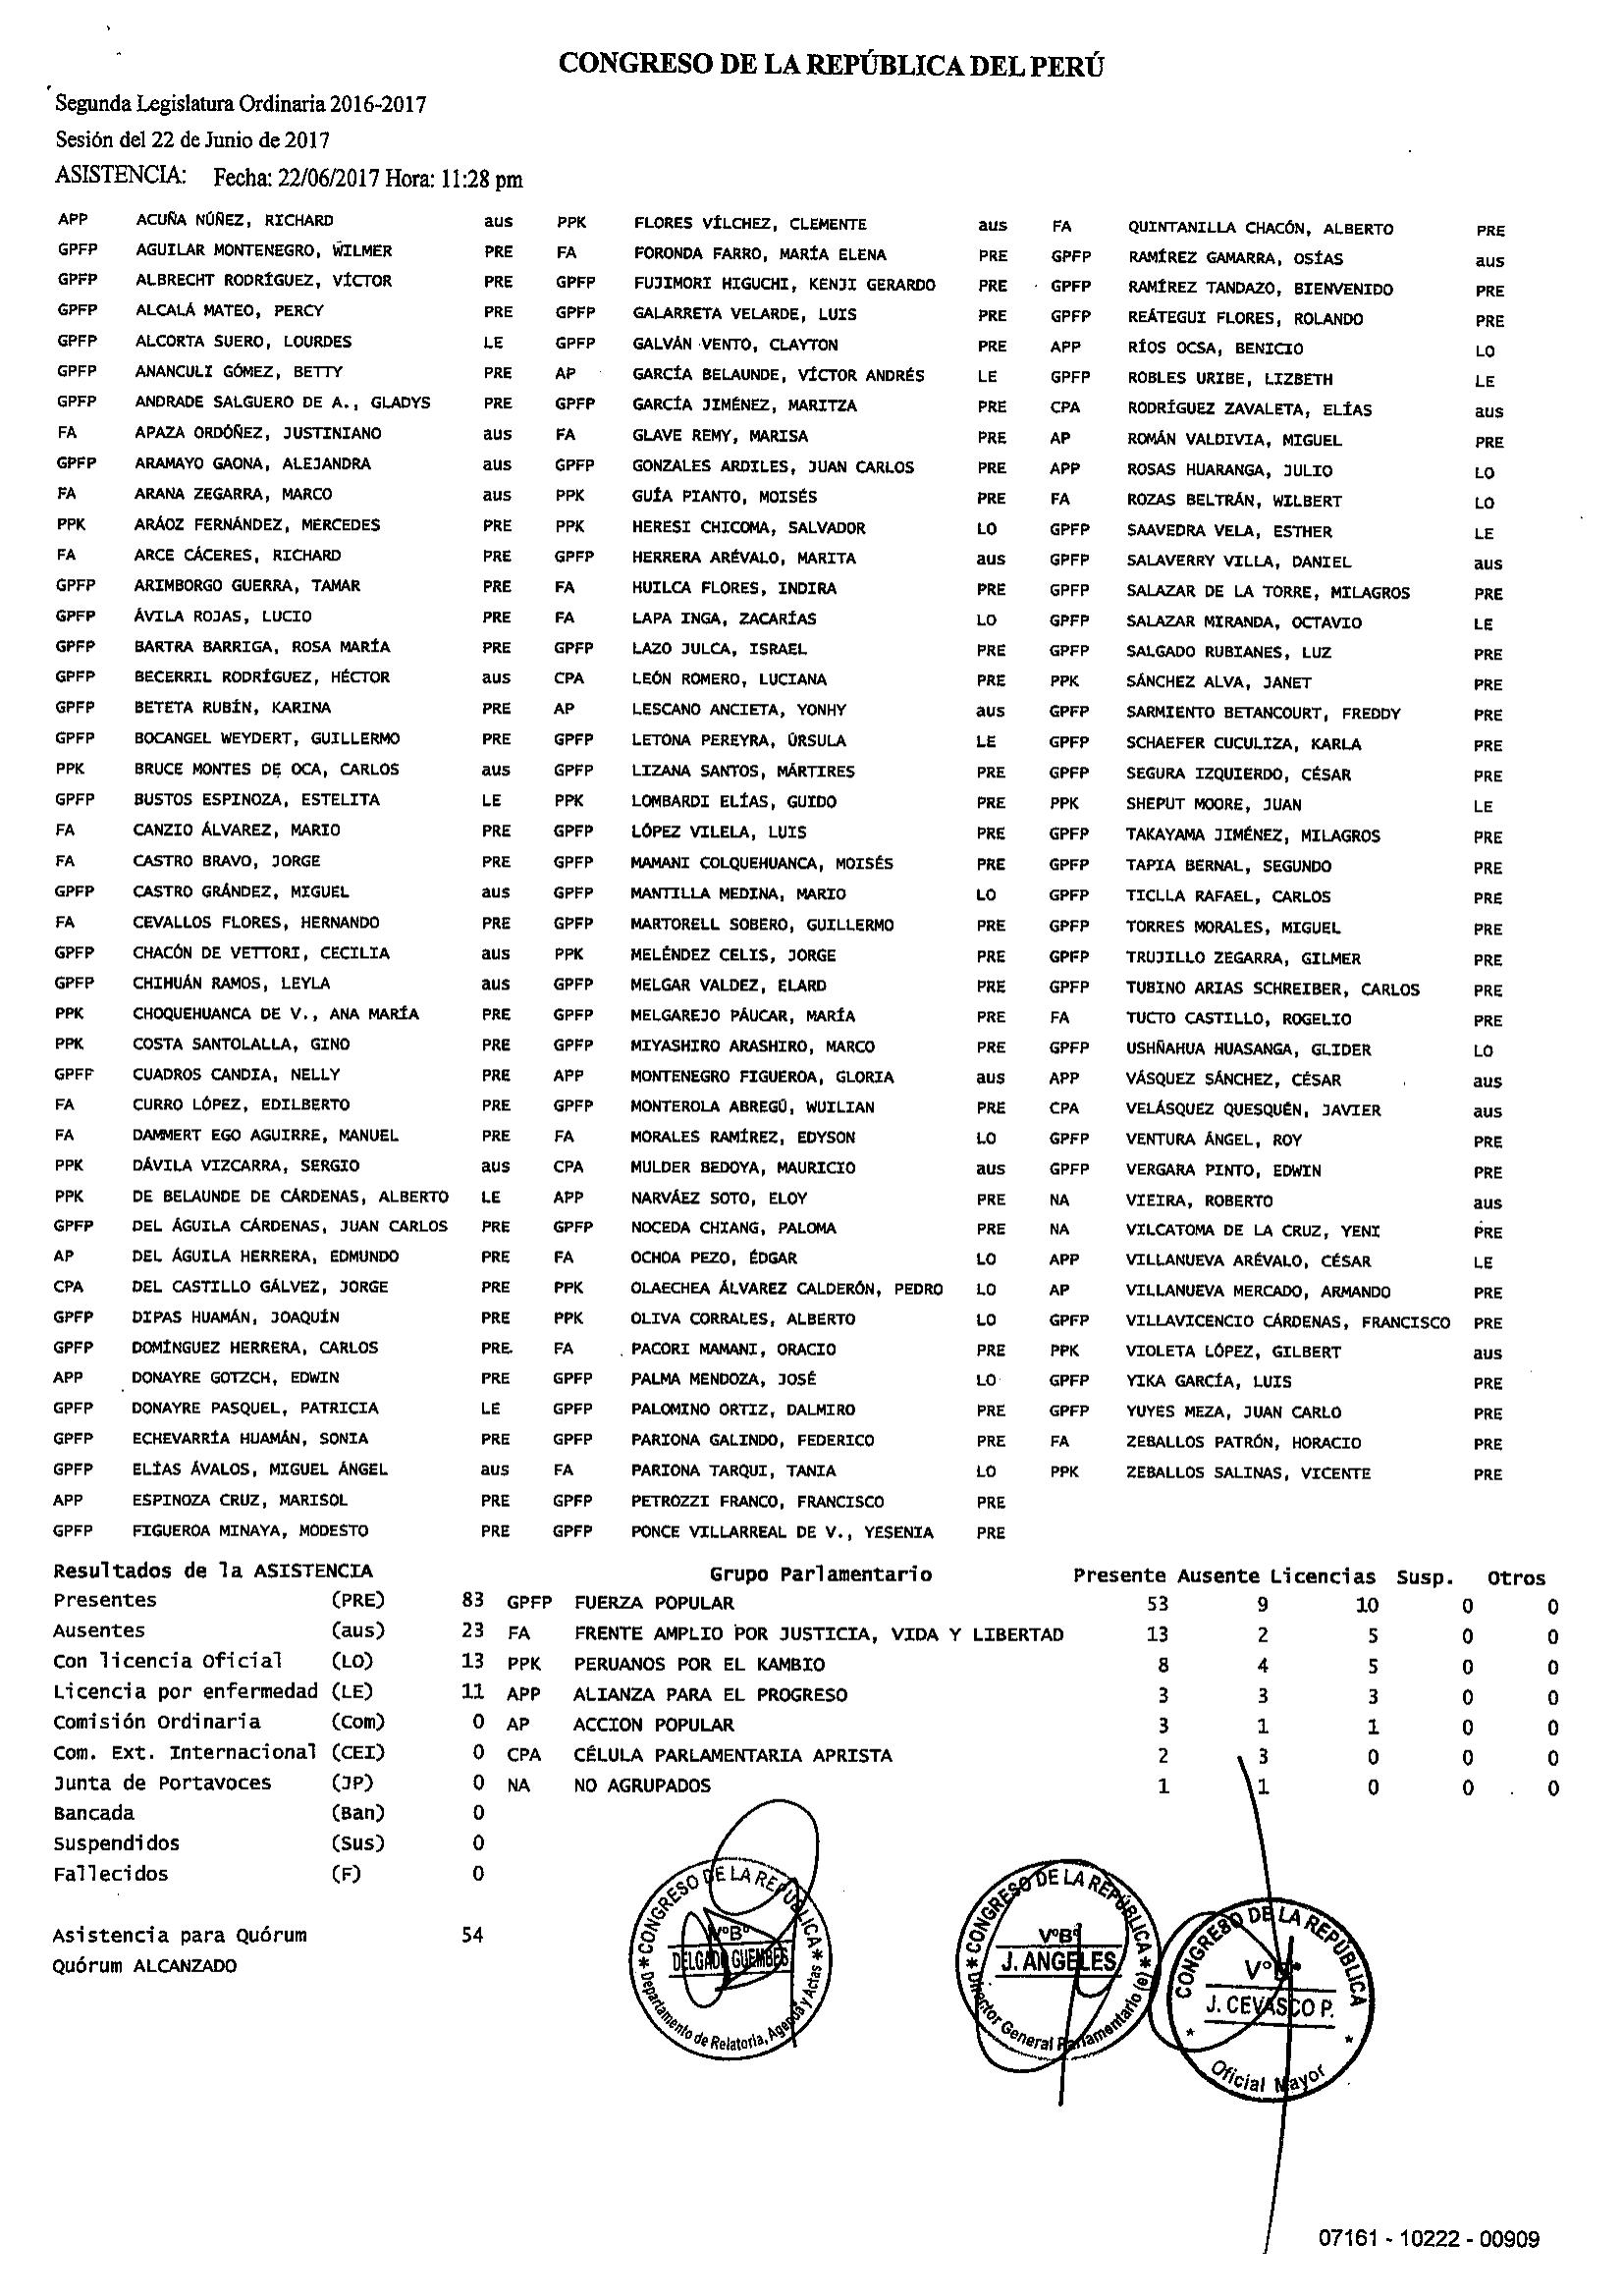 CONGRESO DE LA REPÚBLICA DEL PERÚ
Segunda Legislatura Ordinaria 2016-2017
Sesión del 22 de Junio de 2017
ASISTENCIA: Fecha: 22/06/2017 Hora: 11:28 pm
APP ACUÑA NÚÑEZ, RICHARD aus PPK FLORES VÍLCHEZ, CLEMENTE aus FA QUINTANILLA CHACÓN, ALBERTO PRE
GPFP AGUILAR MONTENEGRO, WILMER PRE FA FORONDA FARRO, MARÍA ELENA PRE GPFP RAMÍREZ GAMARRA, OSÍAS aus
GPFP ALBRECHT RODRÍGUEZ, VÍCTOR PRE GPFP FUJIMORI HIGUCHI, KENJI GERARDO PRE GPFP RAMÍREZ TANDAZO, BIENVENIDO PRE
GPFP ALCALÁ MATEO, PERCY PRE GPFP GALARRETA VELARDE, LUIS PRE GPFP REÁTEGUI FLORES, ROLANDO PRE
GPFP ALCORTA SUERO, LOURDES LE GPFP GALVÁN VENTO, CLAYTON PRE APP RÍOS OCSA, BENICIO LO
GPFP ANANCULI GÓMEZ, BETTY PRE AP GARCÍA BELAUNDE, VÍCTOR ANDRÉS LE GPFP ROBLES URIBE, LIZBETH LE
GPFP ANDRADE SALGUERO DE A., GLADYS PRE GPFP GARCÍA JIMÉNEZ, MARITZA PRE CPA RODRÍGUEZ ZAVALETA, ELÍAS aus
FA APAZA ORDÓÑEZ, JUSTINIANO aus FA GLAVE REMY, MARISA PRE AP ROMÁN VALDIVIA, MIGUEL PRE
GPFP ARAMAYO GAONA, ALEJANDRA aus GPFP GONZALES ARDILES, JUAN CARLOS PRE APP ROSAS HUARANGA, JULIO LO
FA ARANA ZEGARRA, MARCO aus PPK GUÍA PIANTO, MOISÉS PRE FA ROZAS BELTRÁN, WILBERT LO
PPK ARÁOZ FERNÁNDEZ, MERCEDES PRE PPK HERESI CHICOMA, SALVADOR LO GPFP SAAVEDRA VELA, ESTHER LE
FA ARCE CÁCERES, RICHARD PRE GPFP HERRERA ARÉVALO, MARITA aus GPFP SALAVERRY VILLA, DANIEL aus
GPFP ARIMBORGO GUERRA, TAMAR PRE FA HUILCA FLORES, INDIRA PRE GPFP SALAZAR DE LA TORRE, MILAGROS PRE
GPFP ÁVILA ROJAS, LUCIO PRE FA LAPA INGA, ZACARÍAS LO GPFP SALAZAR MIRANDA, OCTAVIO LE
GPFP BARTRA BARRIGA, ROSA MARÍA PRE GPFP LAZO JULCA, ISRAEL PRE GPFP SALGADO RUBIANES, LUZ PRE
GPFP BECERRIL RODRÍGUEZ, HÉCTOR aus CPA LEÓN ROMERO, LUCIANA PRE PPK SÁNCHEZ ALVA, JANET PRE
GPFP BETETA RUBÍN, KARINA PRE AP LESCANO ANCIETA, YONHY aus GPFP SARMIENTO BETANCOURT, FREDDY PRE
GPFP BOCANGEL WEYDERT, GUILLERMO PRE GPFP LETONA PEREYRA, ÚRSULA LE GPFP SCHAEFER CUCULIZA, KARLA PRE
PPK BRUCE MONTES DE OCA, CARLOS aus GPFP LIZANA SANTOS, MÁRTIRES PRE GPFP SEGURA IZQUIERDO, CÉSAR PRE
GPFP BUSTOS ESPINOZA, ESTELITA LE PPK LOMBARDI ELÍAS, GUIDO PRE PPK SHEPUT MOORE, JUAN LE
FA CANZIO ÁLVAREZ, MARIO PRE GPFP LÓPEZ VILELA, LUIS PRE GPFP TAKAYAMA JIMÉNEZ, MILAGROS PRE
FA CASTRO BRAVO, JORGE PRE GPFP MAMANI COLQUEHUANCA, MOISÉS PRE GPFP TAPIA BERNAL, SEGUNDO PRE
GPFP CASTRO GRÁNDEZ, MIGUEL aus GPFP MANTILLA MEDINA, MARIO LO GPFP TICLLA RAFAEL, CARLOS PRE
FA CEVALLOS FLORES, HERNANDO PRE GPFP MARTORELL SOBERO, GUILLERMO PRE GPFP TORRES MORALES, MIGUEL PRE
GPFP CHACÓN DE VETTORI, CECILIA aus PPK MELÉNDEZ CELIS, JORGE PRE GPFP TRUJILLO ZEGARRA, GILMER PRE
GPFP CHIHUÁN RAMOS, LEYLA aus GPFP MELGAR VALDEZ, ELARD PRE GPFP TUBINO ARIAS SCHREIBER, CARLOS PRE
PPK CHOQUEHUANCA DE V., ANA MARÍA PRE GPFP MELGAREJO PÁUCAR, MARÍA PRE FA TUCTO CASTILLO, ROGELIO PRE
PPK COSTA SANTOLALLA, GINO PRE GPFP MIYASHIRO ARASHIRO, MARCO PRE GPFP USHÑAHUA HUASANGA, GLIDER LO
GPFF CUADROS CANDIA, NELLY PRE APP MONTENEGRO FIGUEROA, GLORIA aus APP VÁSQUEZ SÁNCHEZ, CÉSAR aus
FA CURRO LÓPEZ, EDILBERTO PRE GPFP MONTEROLA ABREGÚ, WUILIAN PRE CPA VELÁSQUEZ QUESQUÉN, JAVIER aus
FA DAMMERT EGO AGUIRRE, MANUEL PRE FA MORALES RAMÍREZ, EDYSON LO GPFP VENTURA ÁNGEL, ROY PRE
PPK DÁVILA VIZCARRA, SERGIO aus CPA MULDER BEDOYA, MAURICIO aus GPFP VERGARA PINTO, EDWIN PRE
PPK DE BELAUNDE DE CÁRDENAS, ALBERTO LE APP NARVÁEZ SOTO, ELOY PRE NA VIEIRA, ROBERTO aus
GPFP DEL ÁGUILA CÁRDENAS, JUAN CARLOS PRE GPFP NOCEDA CHIANG, PALOMA PRE NA VILCATOMA DE LA CRUZ, YENI PRE
AP DEL ÁGUILA HERRERA, EDMUNDO PRE FA OCHOA PEZO, ÉDGAR LO APP VILLANUEVA ARÉVALO, CÉSAR LE
CPA DEL CASTILLO GÁLVEZ, JORGE PRE PPK OLAECHEA ÁLVAREZ CALDERÓN, PEDRO LO AP VILLANUEVA MERCADO, ARMANDO PRE
GPFP DIPAS HUAMÁN, JOAQUÍN PRE PPK OLIVA CORRALES, ALBERTO LO GPFP VILLAVICENCIO CÁRDENAS, FRANCISCO PRE
GPFP DOMÍNGUEZ HERRERA, CARLOS PRE FA PACORI MAMANI, ORACIO PRE PPK VIOLETA LÓPEZ, GILBERT aus
APP DONAYRE GOTZCH, EDWIN PRE GPFP PALMA MENDOZA, JOSÉ LO GPFP YIKA GARCÍA, LUIS PRE
GPFP DONAYRE PASQUEL, PATRICIA LE GPFP PALOMINO ORTIZ, DALMIRO PRE GPFP YUYES MEZA, JUAN CARLO PRE
GPFP ECHEVARRÍA HUAMÁN, SONIA PRE GPFP PARIONA GALINDO, FEDERICO PRE FA ZEBALLOS PATRÓN, HORACIO PRE
GPFP ELÍAS ÁVALOS, MIGUEL ÁNGEL aus FA PARIONA TARQUI, TANIA LO PPK ZEBALLOS SALINAS, VICENTE PRE
APP ESPINOZA CRUZ, MARISOL PRE GPFP PETROZZI FRANCO, FRANCISCO PRE
GPFP FIGUEROA MINAYA, MODESTO PRE GPFP PONCE VILLARREAL DE V., YESENIA PRE
Resultados de la ASISTENCIA Grupo Parlamentario Presente Ausente Licencias Susp. Otros
Presentes (PRE) 83 GPFP FUERZA POPULAR 53 9 10 0 0
Ausentes (aus) 23 FA FRENTE AMPLIO POR JUSTICIA, VIDA Y LIBERTAD 13 2 5 0 0
Con licencia Oficial (LO) 13 PPK PERUANOS POR EL KAMBIO 8 4 5 0 0
Licencia por enfermedad (LE) 11 APP ALIANZA PARA EL PROGRESO 3 3 3 0 0
Comisión Ordinaria (Com) 0 AP ACCION POPULAR 3 1 1 0 0
Com. Ext. Internacional (CEI) 0 CPA CÉLULA PARLAMENTARIA APRISTA 2 3 0 0 0
Junta de Portavoces (JP) 0 NA NO AGRUPADOS 1 1 0 0 0
Bancada (Ban) 0
Suspendidos (Sus) 0
Fallecidos (F) 0
Asistencia para Quórum 54
Quórum ALCANZADO
CONGRESO DE LA REPÚBLICA
VºBº
DELGADO GUEMBES
Departamento de Relatoria, Agenda y Actas
CONGRESO DE LA REPÚBLICA
VºBº
J. ANGELES
Director General Parlamentario (e)
CONGRESO DE LA REPÚBLICA
VºBº
J. CEVASCO P.
Oficial Mayor
07161 - 10222 - 00909